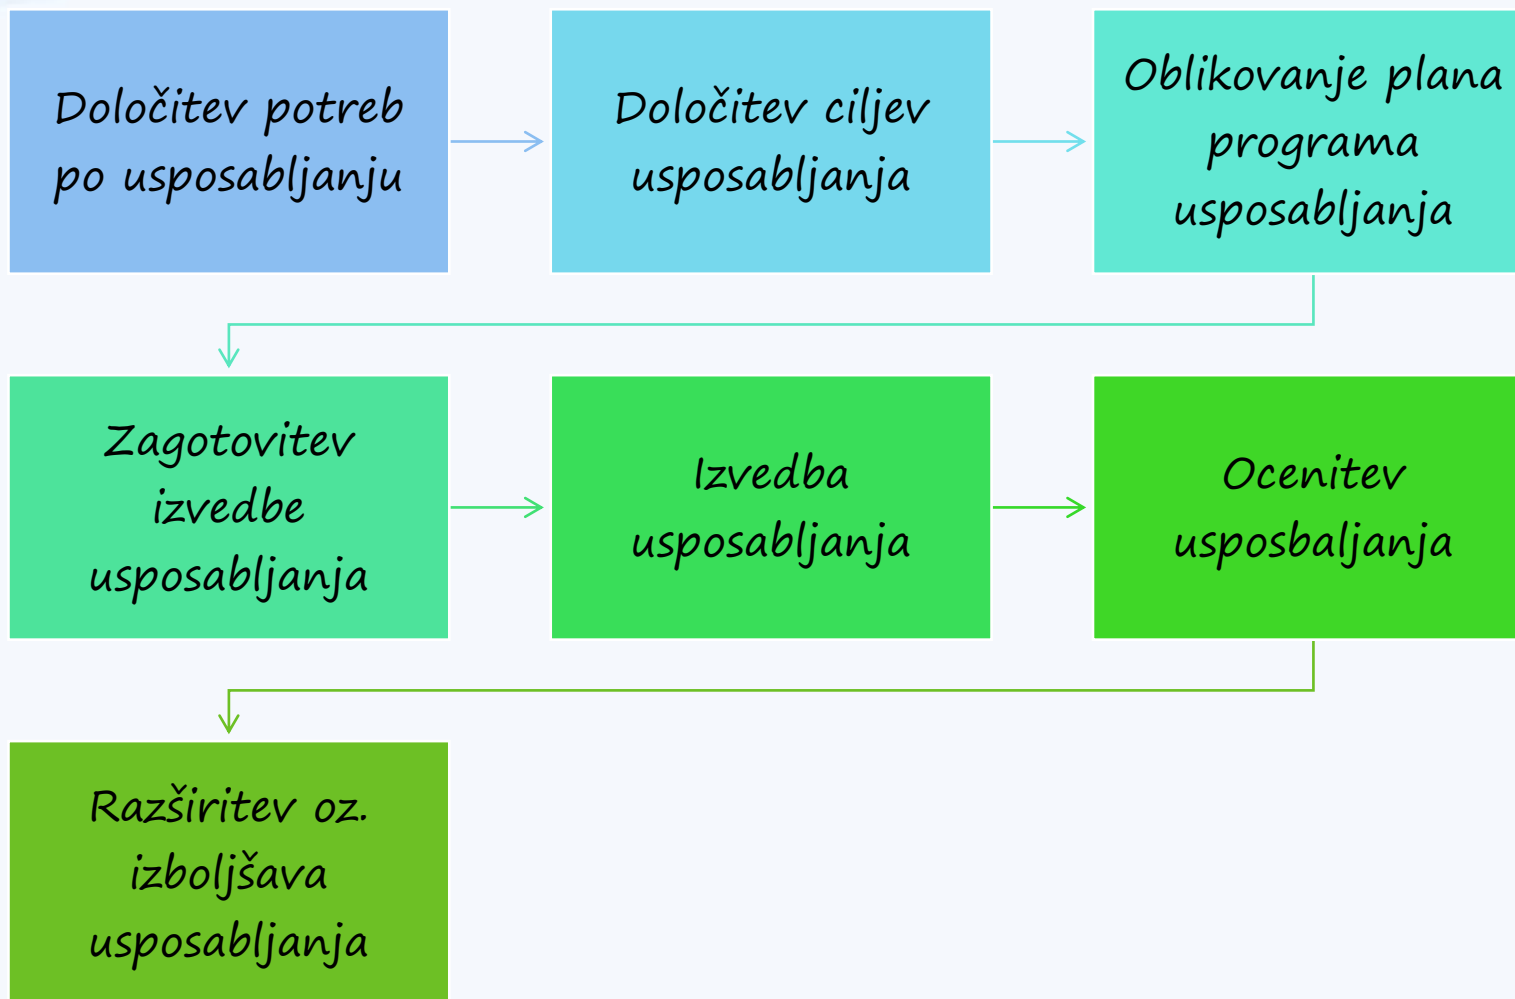 Določitev potreb
po usposabljanju
Določitev ciljev
usposabljanja
Oblikovanje plana
programa
usposabljanja
Zagotovitev
izvedbe
usposabljanja
Izvedba
usposabljanja
Ocenitev
usposbaljanja
Razširitev oz.
izboljšava
usposabljanja